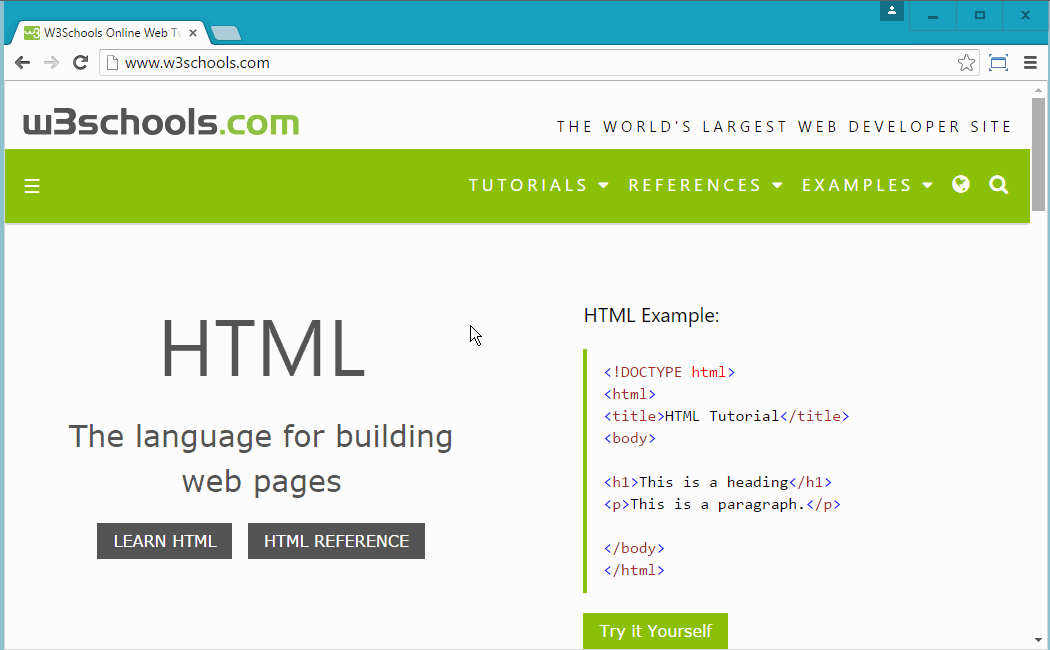 W3Schools Online Web Tu
www.w3schools.com
w3schools.com
THE WORLD'S LARGEST WEB DEVELOPER SITE
TUTORIALS REFERENCES EXAMPLES
HTML
The language for building
web pages
LEARN HTML HTML REFERENCE
HTML Example:
<!DOCTYPE html>
<html>
<title>HTML Tutorial</title>
<body>
<h1>This is a heading</h1>
<p>This is a paragraph.</p>
</body>
</html>
Try it Yourself